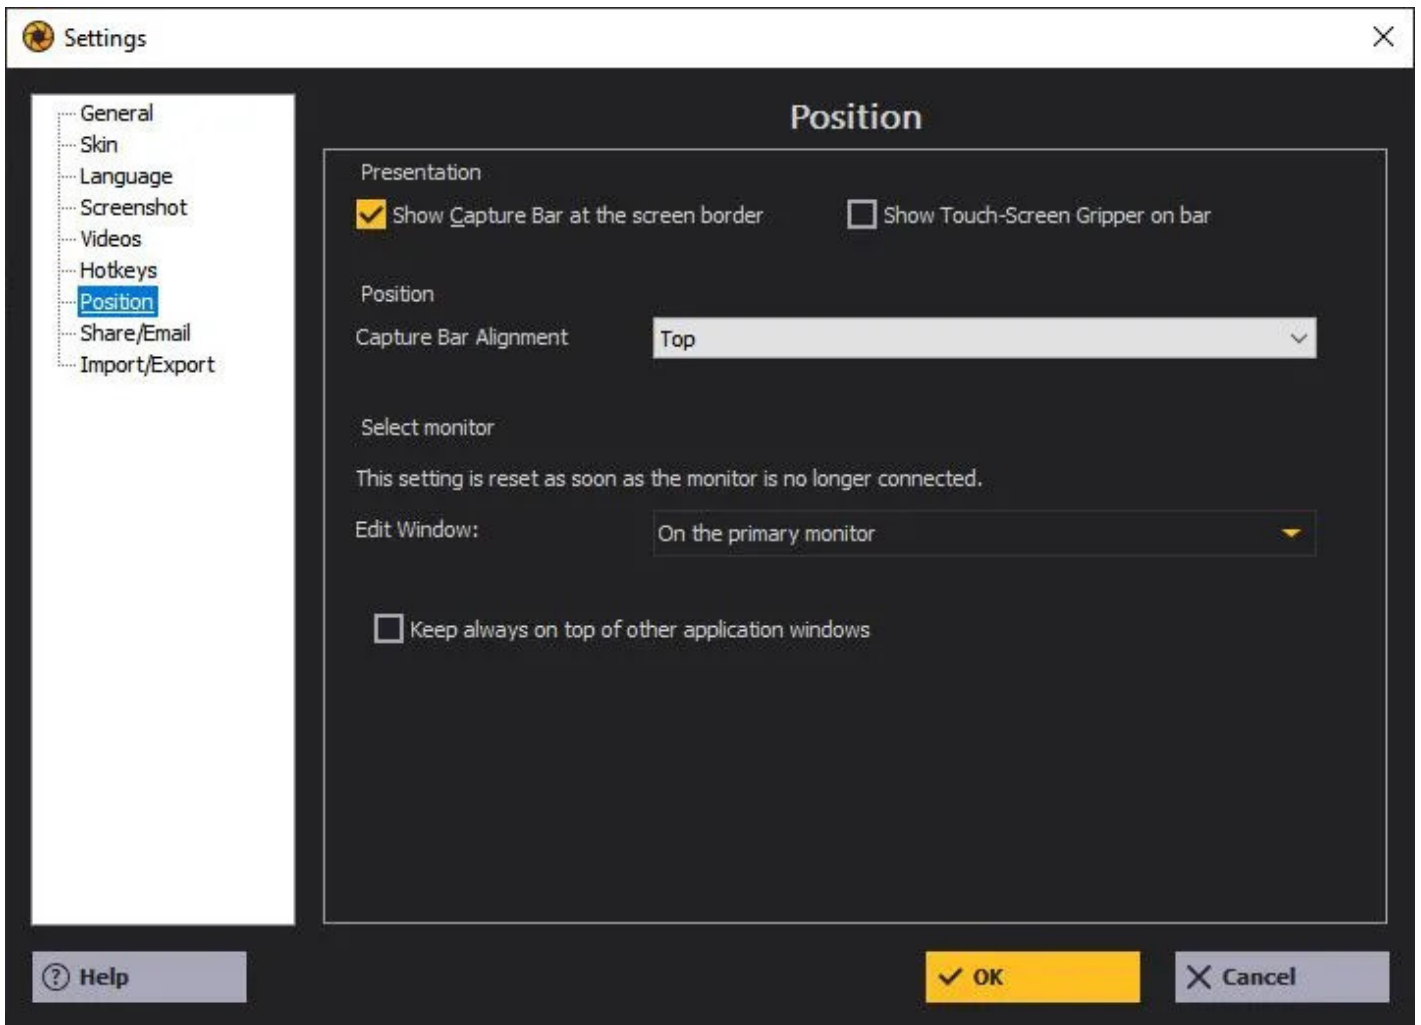 Settings
General
Skin
Language
Screenshot
Videos
Hotkeys
Position
Share/Email
Import/Export
Position
Presentation
Show Capture Bar at the screen border
Show Touch-Screen Gripper on bar
Position
Capture Bar Alignment
Top
Select monitor
This setting is reset as soon as the monitor is no longer connected.
Edit Window:
On the primary monitor
Keep always on top of other application windows
Help
OK
Cancel